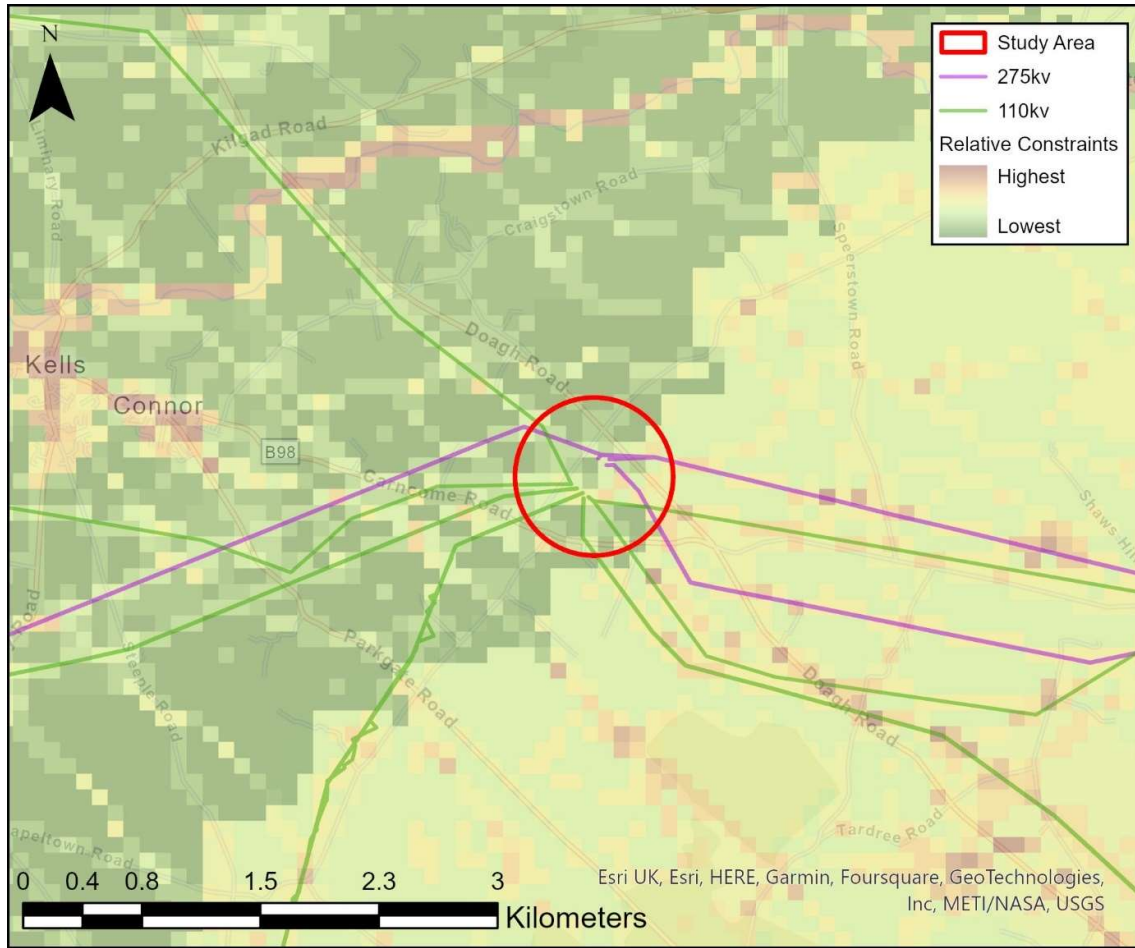 N
Study Area
275kv
110kv
Relative Constraints
Highest
Lowest
Liminary Road
Kilgad Road
Craigstown Road
Speerstown Road
Doagh Road
Kells
Connor
B98
Carncome Road
Shaws Hill
Road
Steeple Road
Parkgate Road
Doagh Road
Tardree Road
apeltown Road
0 0.4 0.8 1.5 2.3 3
Kilometers
Esri UK, Esri, HERE, Garmin, Foursquare, GeoTechnologies,
Inc, METI/NASA, USGS